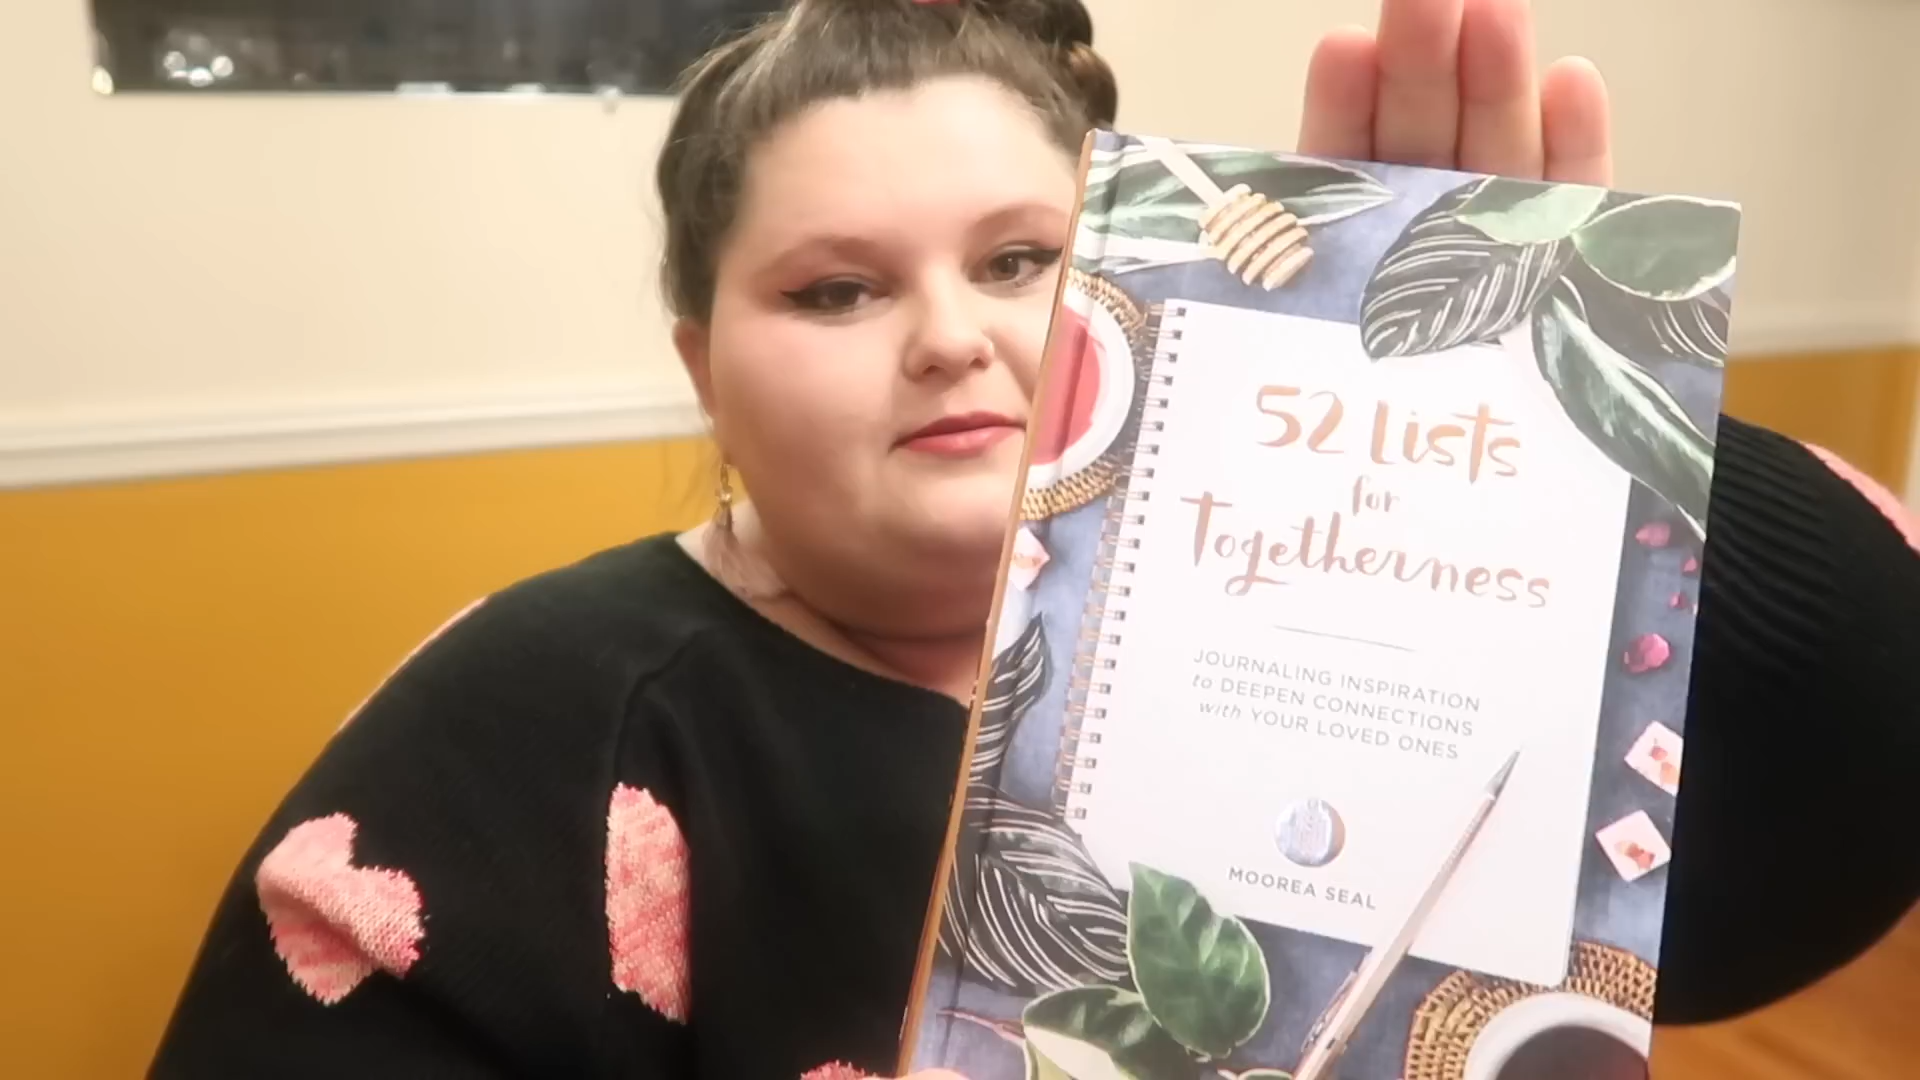 52 Lists
for
Togetherness
JOURNALING INSPIRATION
to DEEPEN CONNECTIONS
with YOUR LOVED ONES
MOOREA SEAL